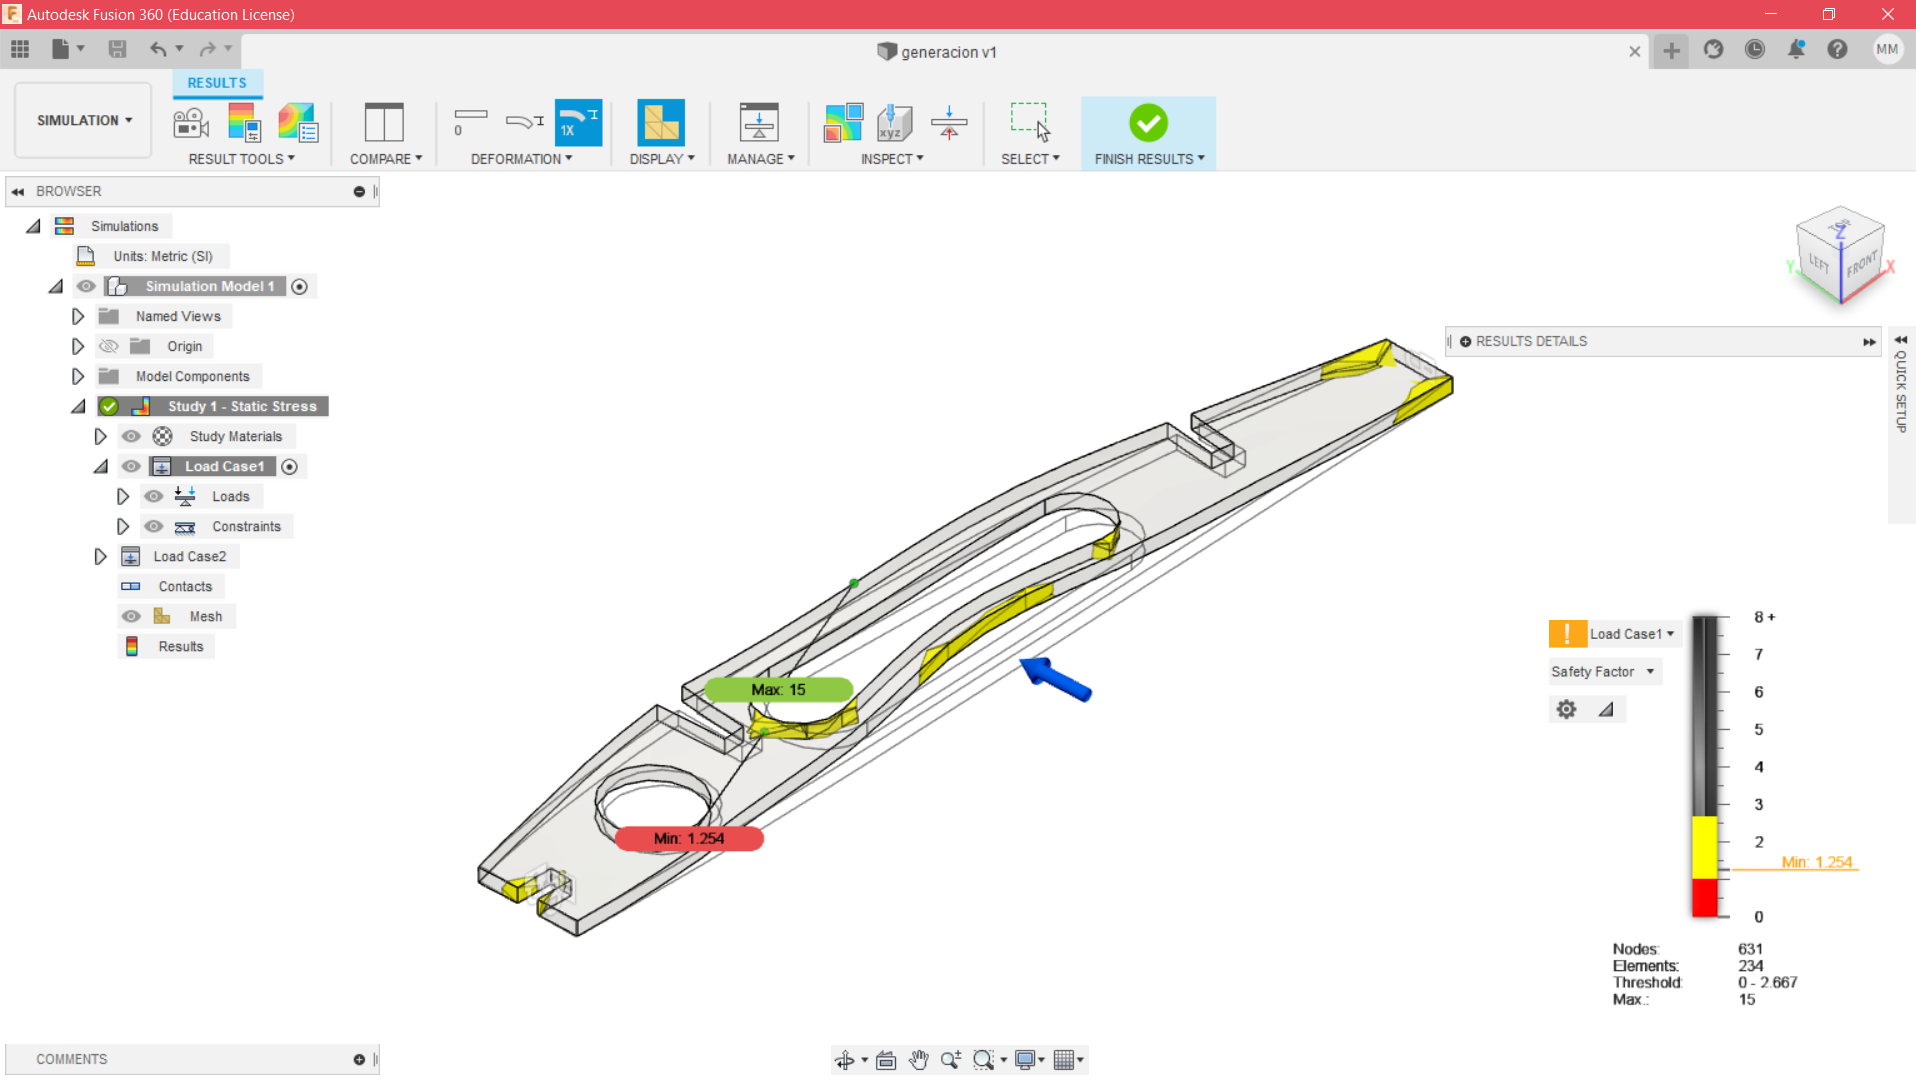 Autodesk Fusion 360 (Education License)
generacion v1
MM
RESULTS
SIMULATION
0
1X
xyz
RESULT TOOLS
COMPARE
DEFORMATION
DISPLAY
MANAGE
INSPECT
SELECT
FINISH RESULTS
BROWSER
Simulations
Units: Metric (SI)
Simulation Model 1
Named Views
Origin
Model Components
Study 1 - Static Stress
Study Materials
Load Case1
Loads
Constraints
Load Case2
Contacts
Mesh
Results
TOP
Z
LEFT
FRONT
Y
X
RESULTS DETAILS
QUICK SETUP
Max: 15
Min: 1.254
Load Case1
Safety Factor
8 +
7
6
5
4
3
2
Min: 1.254
0
Nodes: 631
Elements: 234
Threshold: 0 - 2.667
Max.: 15
COMMENTS